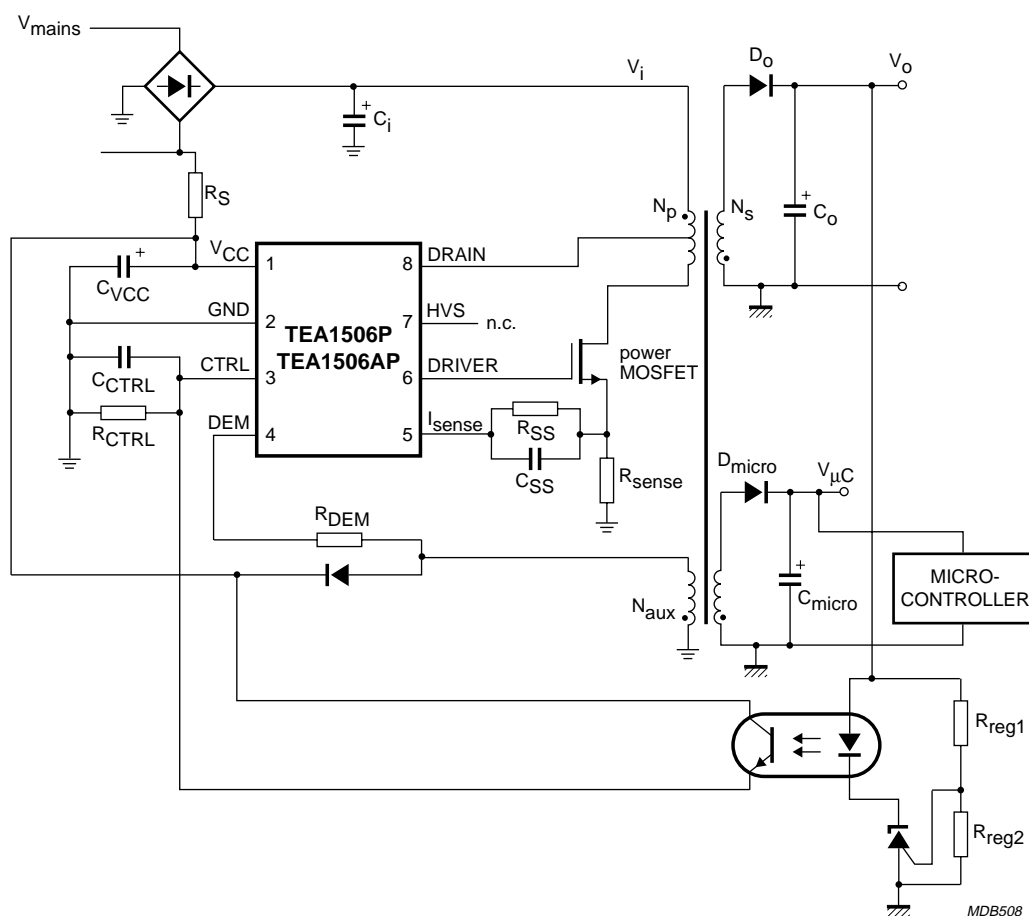 Vmains
Vi
Do
Vo
Ci
RS
Np
Ns
Co
VCC
1
8
DRAIN
CVCC
GND
2
7
HVS
n.c.
TEA1506P
TEA1506AP
CTRL
3
6
DRIVER
power
MOSFET
CCTRL
DEM
4
5
Isense
RSS
RCTRL
CSS
Rsense
Dmicro
VμC
RDEM
MICRO-
CONTROLLER
Cmicro
Naux
Rreg1
Rreg2
MDB508